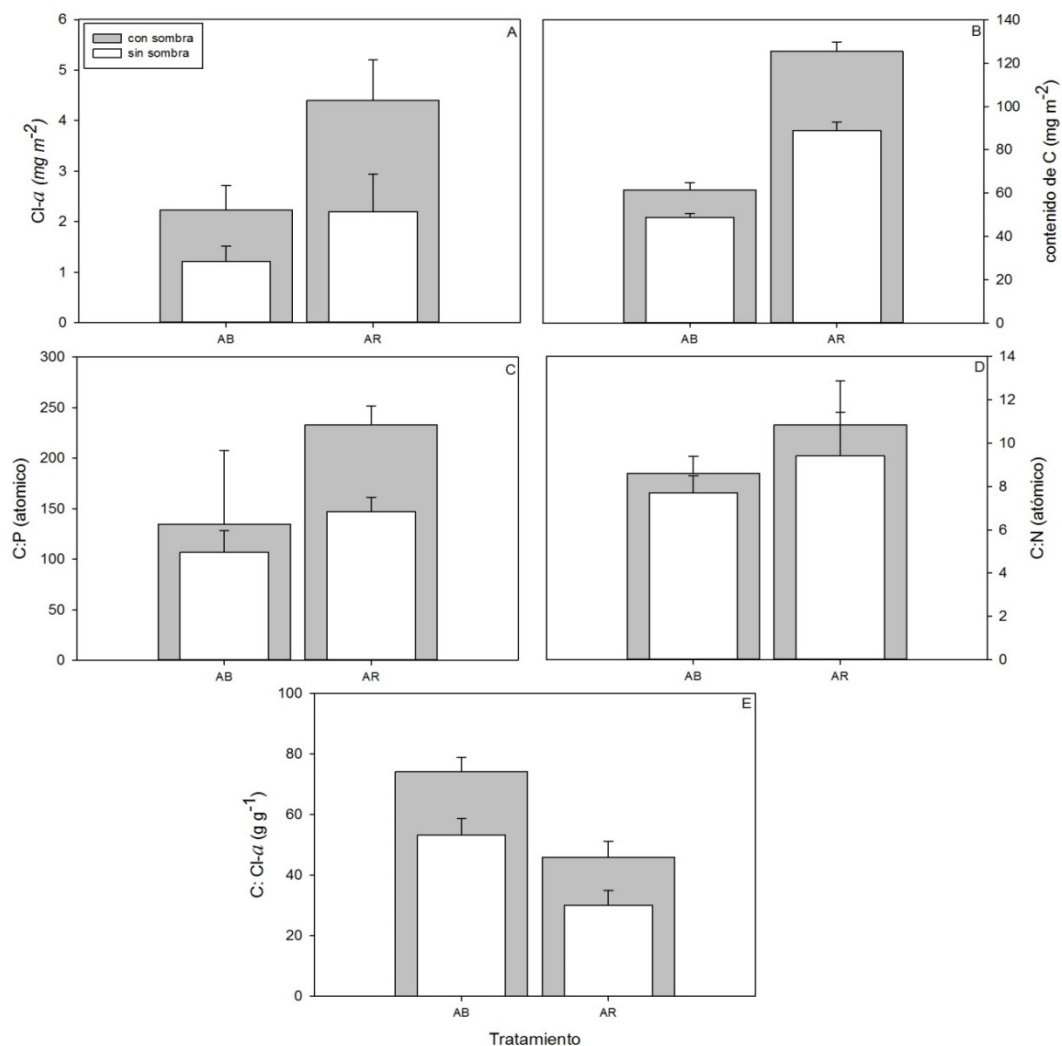 con sombra
sin sombra
A
6
5
4
3
2
1
0
Cl-a (mg m-2)
AB AR
B
140
120
100
80
60
40
20
0
contenido de C (mg m-2)
AB AR
C
300
250
200
150
100
50
0
C:P (atomico)
AB AR
D
14
12
10
8
6
4
2
0
C:N (atómico)
AB AR
E
100
80
60
40
20
0
C: Cl-a (g g-1)
AB AR
Tratamiento